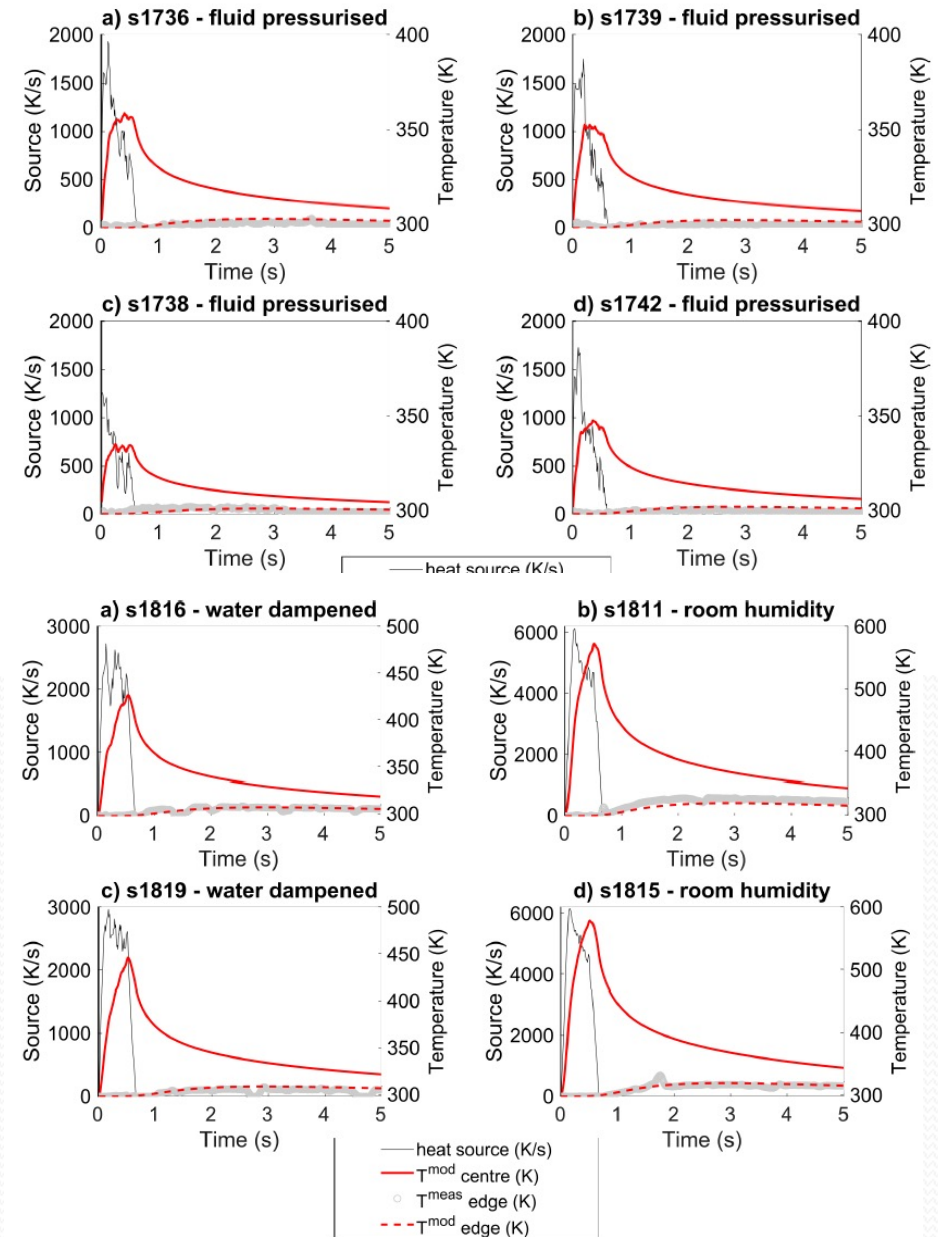 a) s1736 - fluid pressurised
2000
1500
1000
500
0
Source (K/s)
400
350
300
Temperature (K)
0 1 2 3 4 5
Time (s)
b) s1739 - fluid pressurised
2000
1500
1000
500
0
Source (K/s)
400
350
300
Temperature (K)
0 1 2 3 4 5
Time (s)
c) s1738 - fluid pressurised
2000
1500
1000
500
0
Source (K/s)
400
350
300
Temperature (K)
0 1 2 3 4 5
Time (s)
d) s1742 - fluid pressurised
2000
1500
1000
500
0
Source (K/s)
400
350
300
Temperature (K)
0 1 2 3 4 5
Time (s)
heat source (K/s)
a) s1816 - water dampened
3000
2000
1000
0
Source (K/s)
500
450
400
350
300
Temperature (K)
0 1 2 3 4 5
Time (s)
b) s1811 - room humidity
6000
4000
2000
0
Source (K/s)
600
500
400
300
Temperature (K)
0 1 2 3 4 5
Time (s)
c) s1819 - water dampened
3000
2000
1000
0
Source (K/s)
500
450
400
350
300
Temperature (K)
0 1 2 3 4 5
Time (s)
d) s1815 - room humidity
6000
4000
2000
0
Source (K/s)
600
500
400
300
Temperature (K)
0 1 2 3 4 5
Time (s)
heat source (K/s)
T^mod centre (K)
T^meas edge (K)
T^mod edge (K)